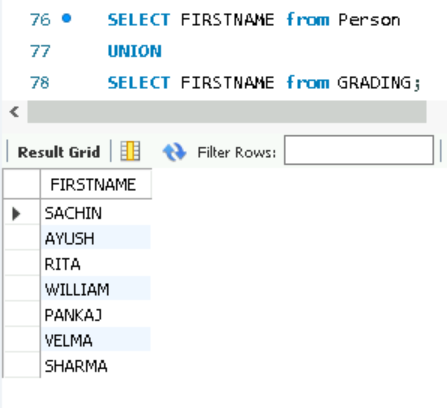 76 SELECT FIRSTNAME from Person
77 UNION
78 SELECT FIRSTNAME from GRADING;
Result Grid Filter Rows:
FIRSTNAME
SACHIN
AYUSH
RITA
WILLIAM
PANKAJ
VELMA
SHARMA